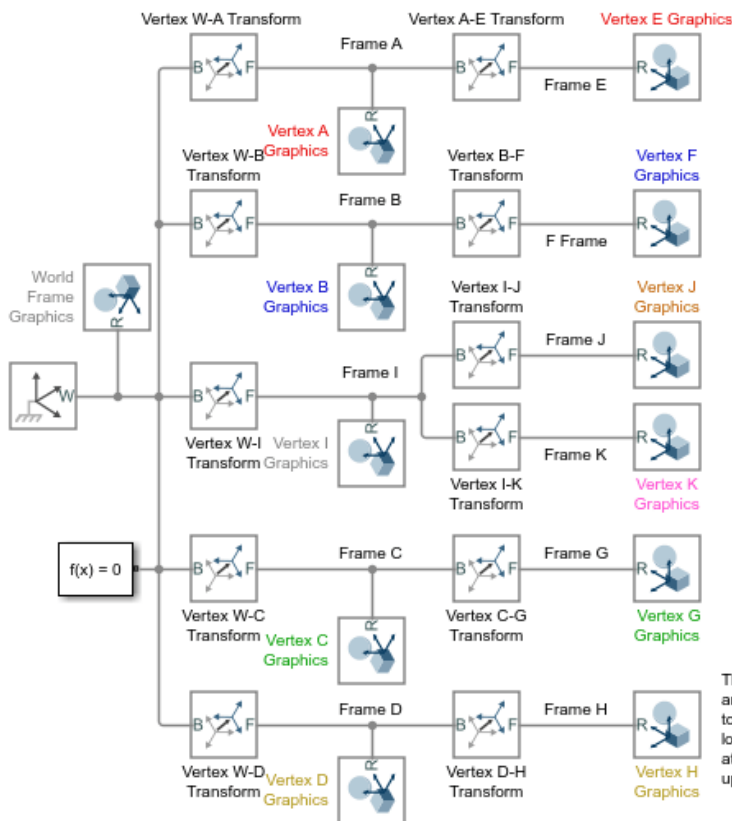 Vertex W-A Transform
Vertex A-E Transform
Vertex E Graphics
Frame A
B
F
B
F
Frame E
R
R
Vertex A
Graphics
Vertex W-B
Transform
Vertex B-F
Transform
Vertex F
Graphics
Frame B
B
F
B
F
F Frame
R
R
World
Frame
Graphics
R
Vertex B
Graphics
Vertex I-J
Transform
Vertex J
Graphics
B
F
Frame J
R
W
B
F
Frame I
R
Vertex W-I
Transform
Vertex I
Graphics
B
F
Frame K
R
Vertex I-K
Transform
Vertex K
Graphics
f(x) = 0
B
F
Frame C
B
F
Frame G
R
R
Vertex W-C
Transform
Vertex C
Graphics
Vertex C-G
Transform
Vertex G
Graphics
B
F
Frame D
B
F
Frame H
R
R
Vertex W-D
Transform
Vertex D
Graphics
Vertex D-H
Transform
Vertex H
Graphics
to